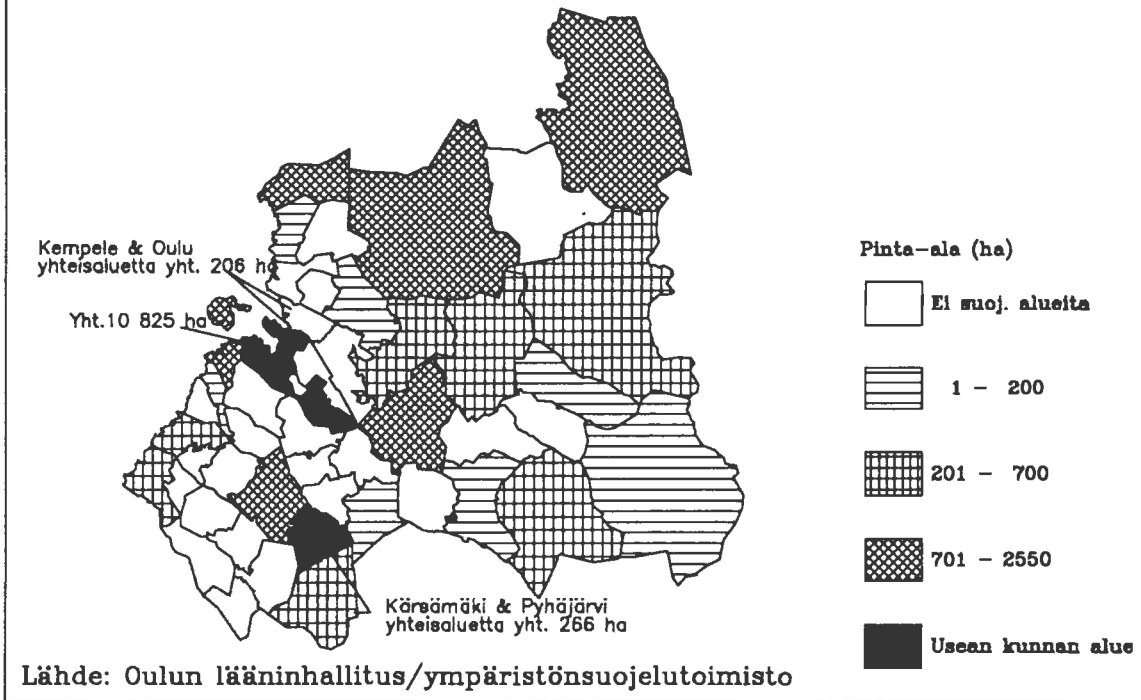 Kempele & Oulu
yhteisaluetta yht. 206 ha
Yht.10 825 ha
Kärsämäki & Pyhäjärvi
yhteisaluetta yht. 266 ha
Pinta-ala (ha)
Ei suoj. alueita
1 - 200
201 - 700
701 - 2550
Usean kunnan alue
Lähde: Oulun lääninhallitus/ympäristönsuojelutoimisto